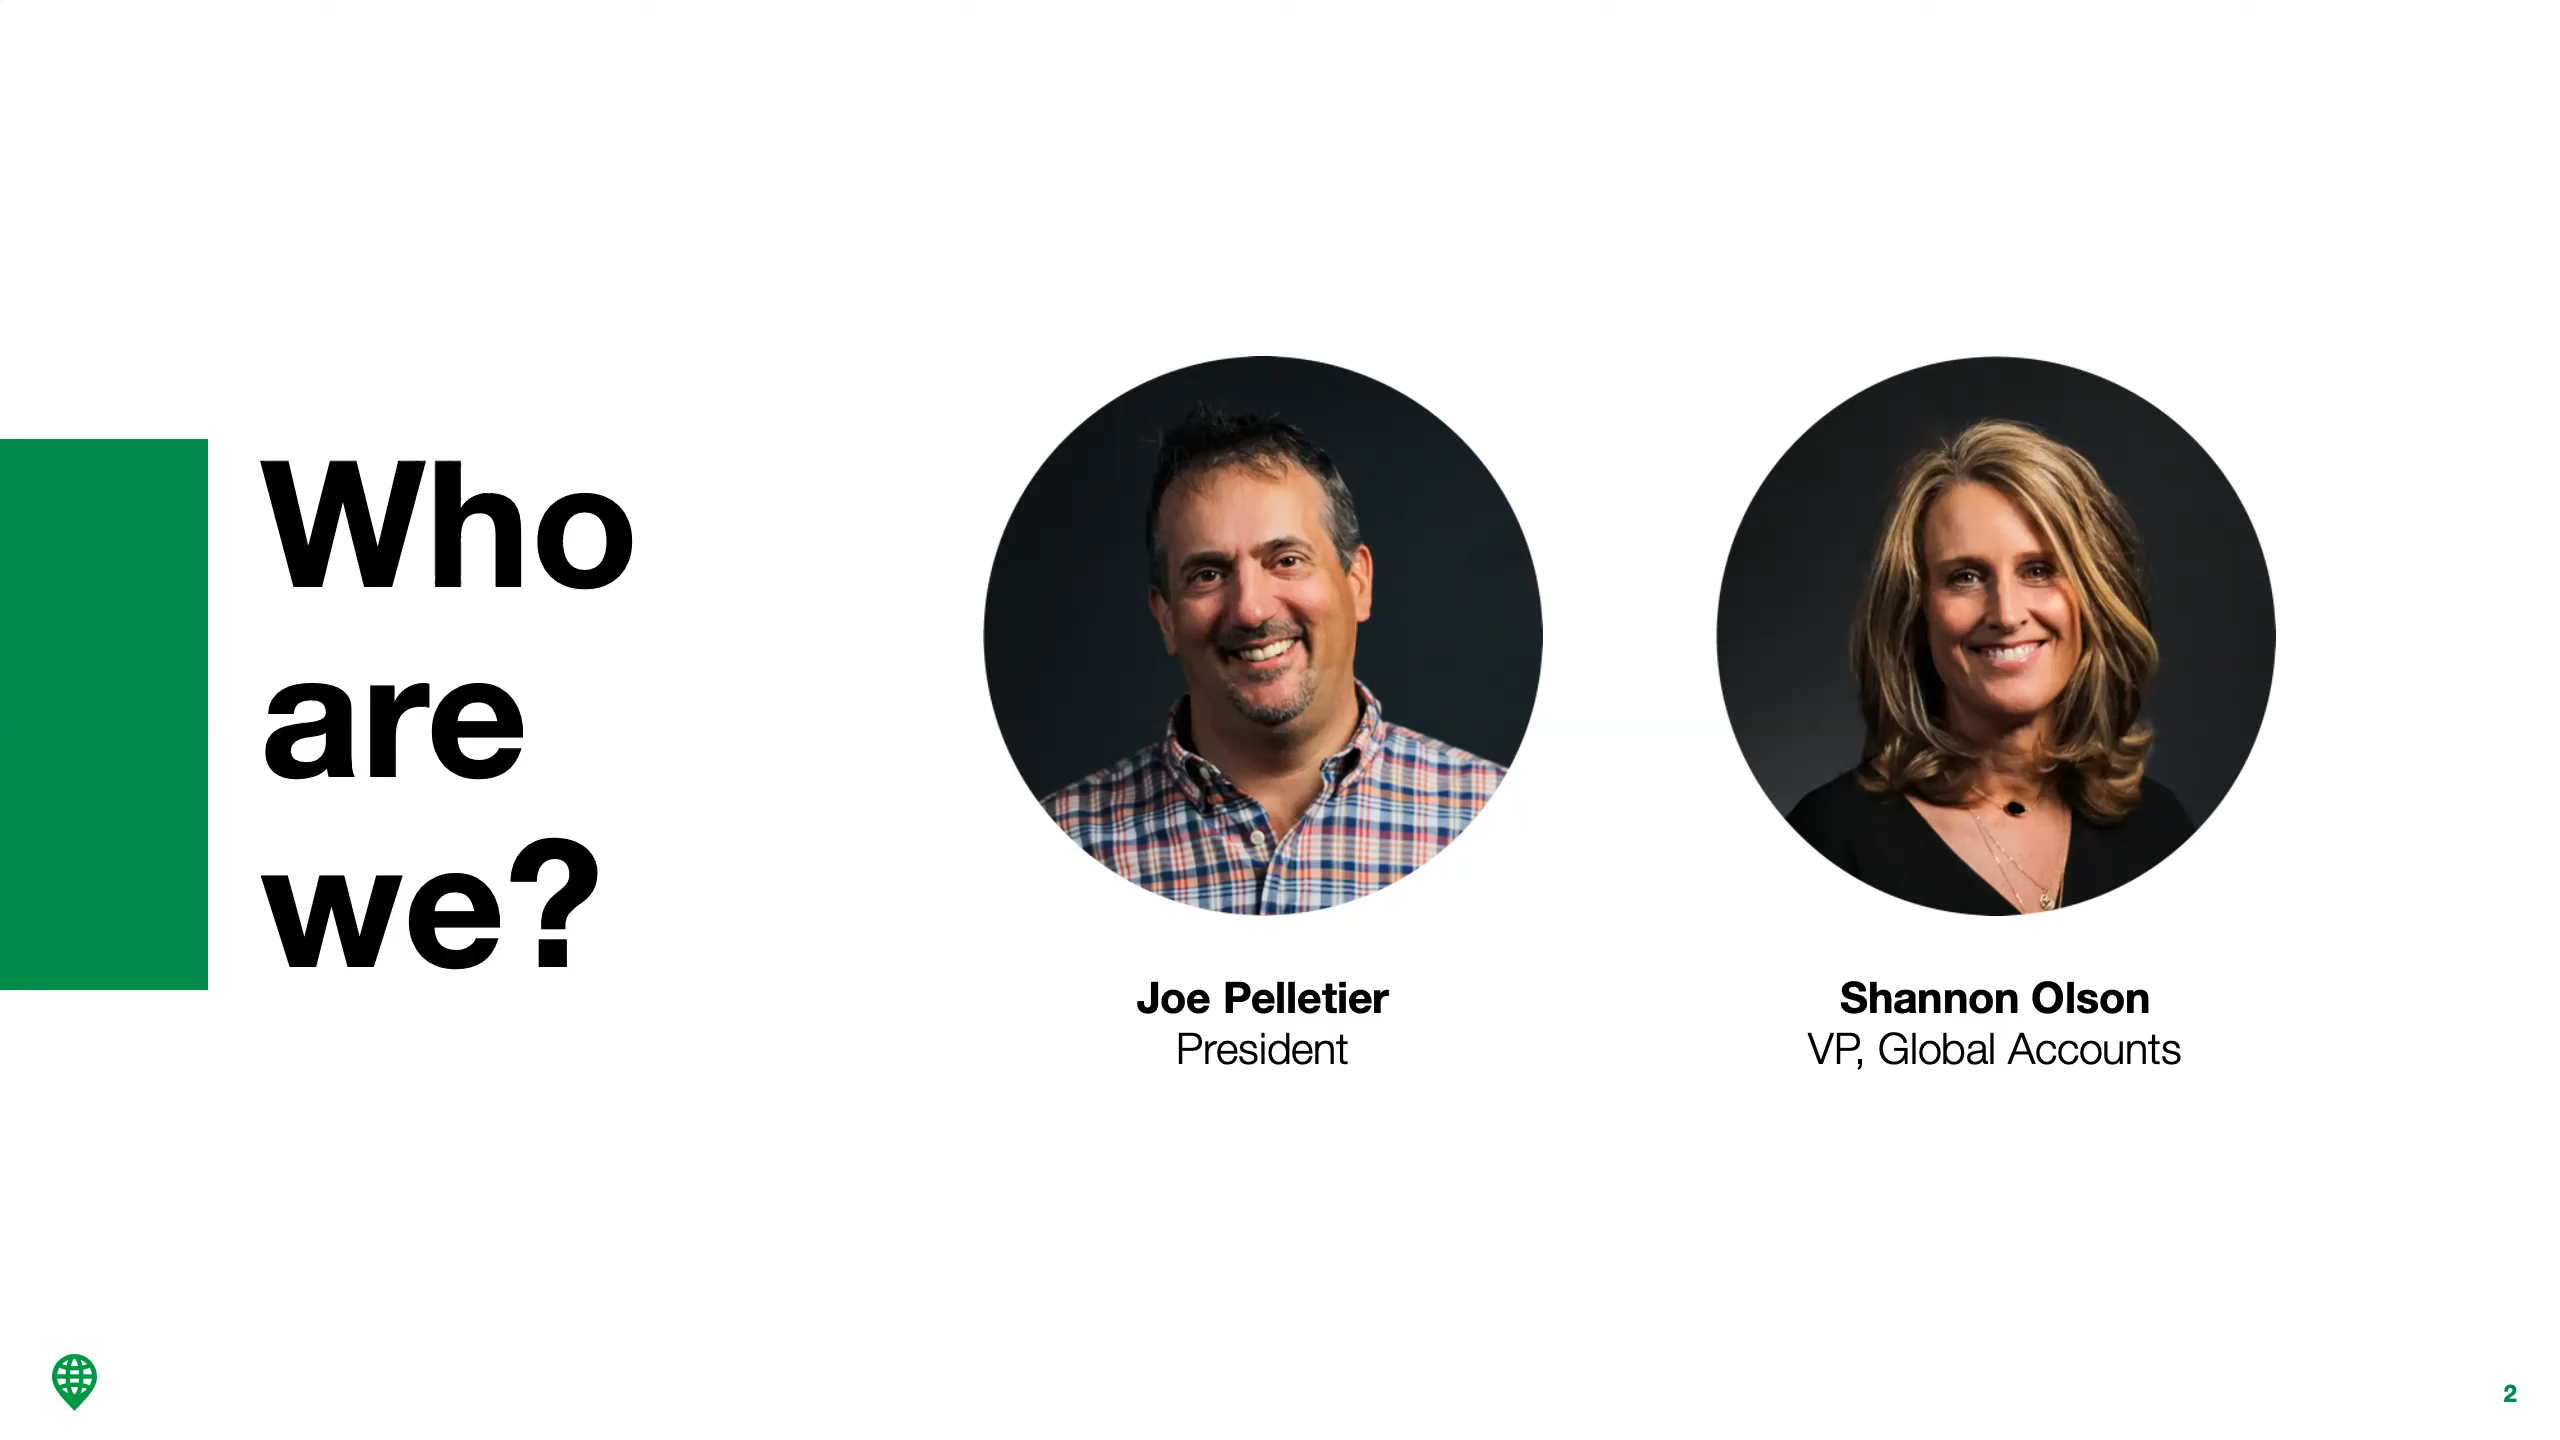 Who
are
we?
Joe Pelletier
President
Shannon Olson
VP, Global Accounts
2